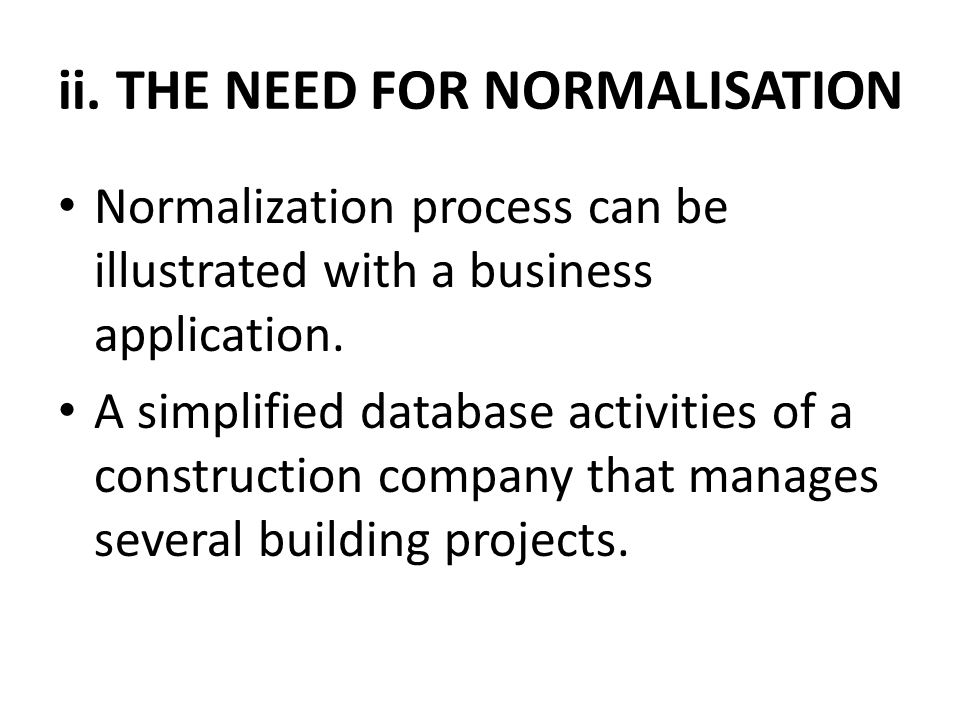 ii. THE NEED FOR NORMALISATION
• Normalization process can be
illustrated with a business
application.
• A simplified database activities of a
construction company that manages
several building projects.